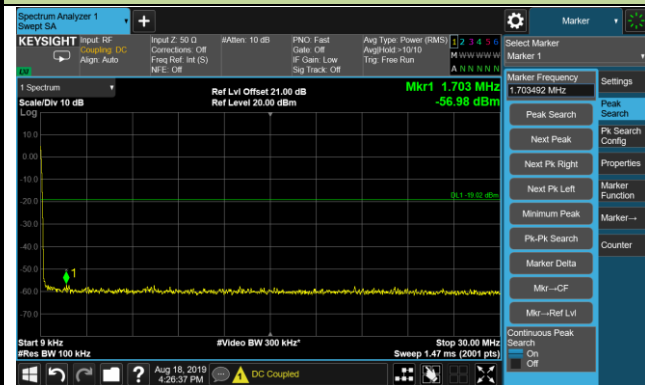 Spectrum Analyzer 1
Swept SA
+
Marker
KEYSIGHT
Input: RF
Coupling: DC
Align: Auto
Input Z: 50 Ω
Corrections: Off
Freq Ref: Int (S)
NFE: Off
#Atten: 10 dB
PNO: Fast
Gate: Off
IF Gain: Low
Sig Track: Off
Avg Type: Power (RMS)
Avg|Hold:>10/10
Trig: Free Run
1 2 3 4 5 6
M W W W W W
A N N N N N
Select Marker
Marker 1
1 Spectrum
Scale/Div 10 dB
Log
Ref Lvl Offset 21.00 dB
Ref Level 20.00 dBm
Mkr1 1.703 MHz
-56.98 dBm
10.0
0.00
-10.0
-20.0
-30.0
-40.0
-50.0
-60.0
-70.0
DL1 -19.02 dBm
1
Start 9 kHz
#Res BW 100 kHz
#Video BW 300 kHz*
Stop 30.00 MHz
Sweep 1.47 ms (2001 pts)
Marker Frequency
1.703492 MHz
Peak Search
Next Peak
Next Pk Right
Next Pk Left
Minimum Peak
Pk-Pk Search
Marker Delta
Mkr→CF
Mkr→Ref Lvl
Continuous Peak
Search
On
Off
Settings
Peak
Search
Pk Search
Config
Properties
Marker
Function
Marker→
Counter
?
Aug 18, 2019
4:26:37 PM
DC Coupled